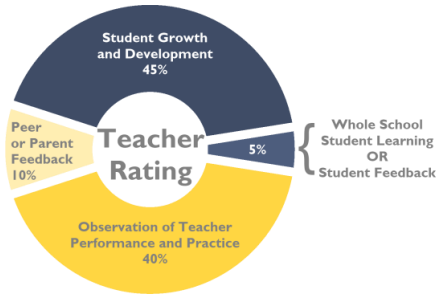 Student Growth
and Development
45%
Peer
or Parent
Feedback
10%
Teacher
Rating
5%
Whole School
Student Learning
OR
Student Feedback
Observation of Teacher
Performance and Practice
40%